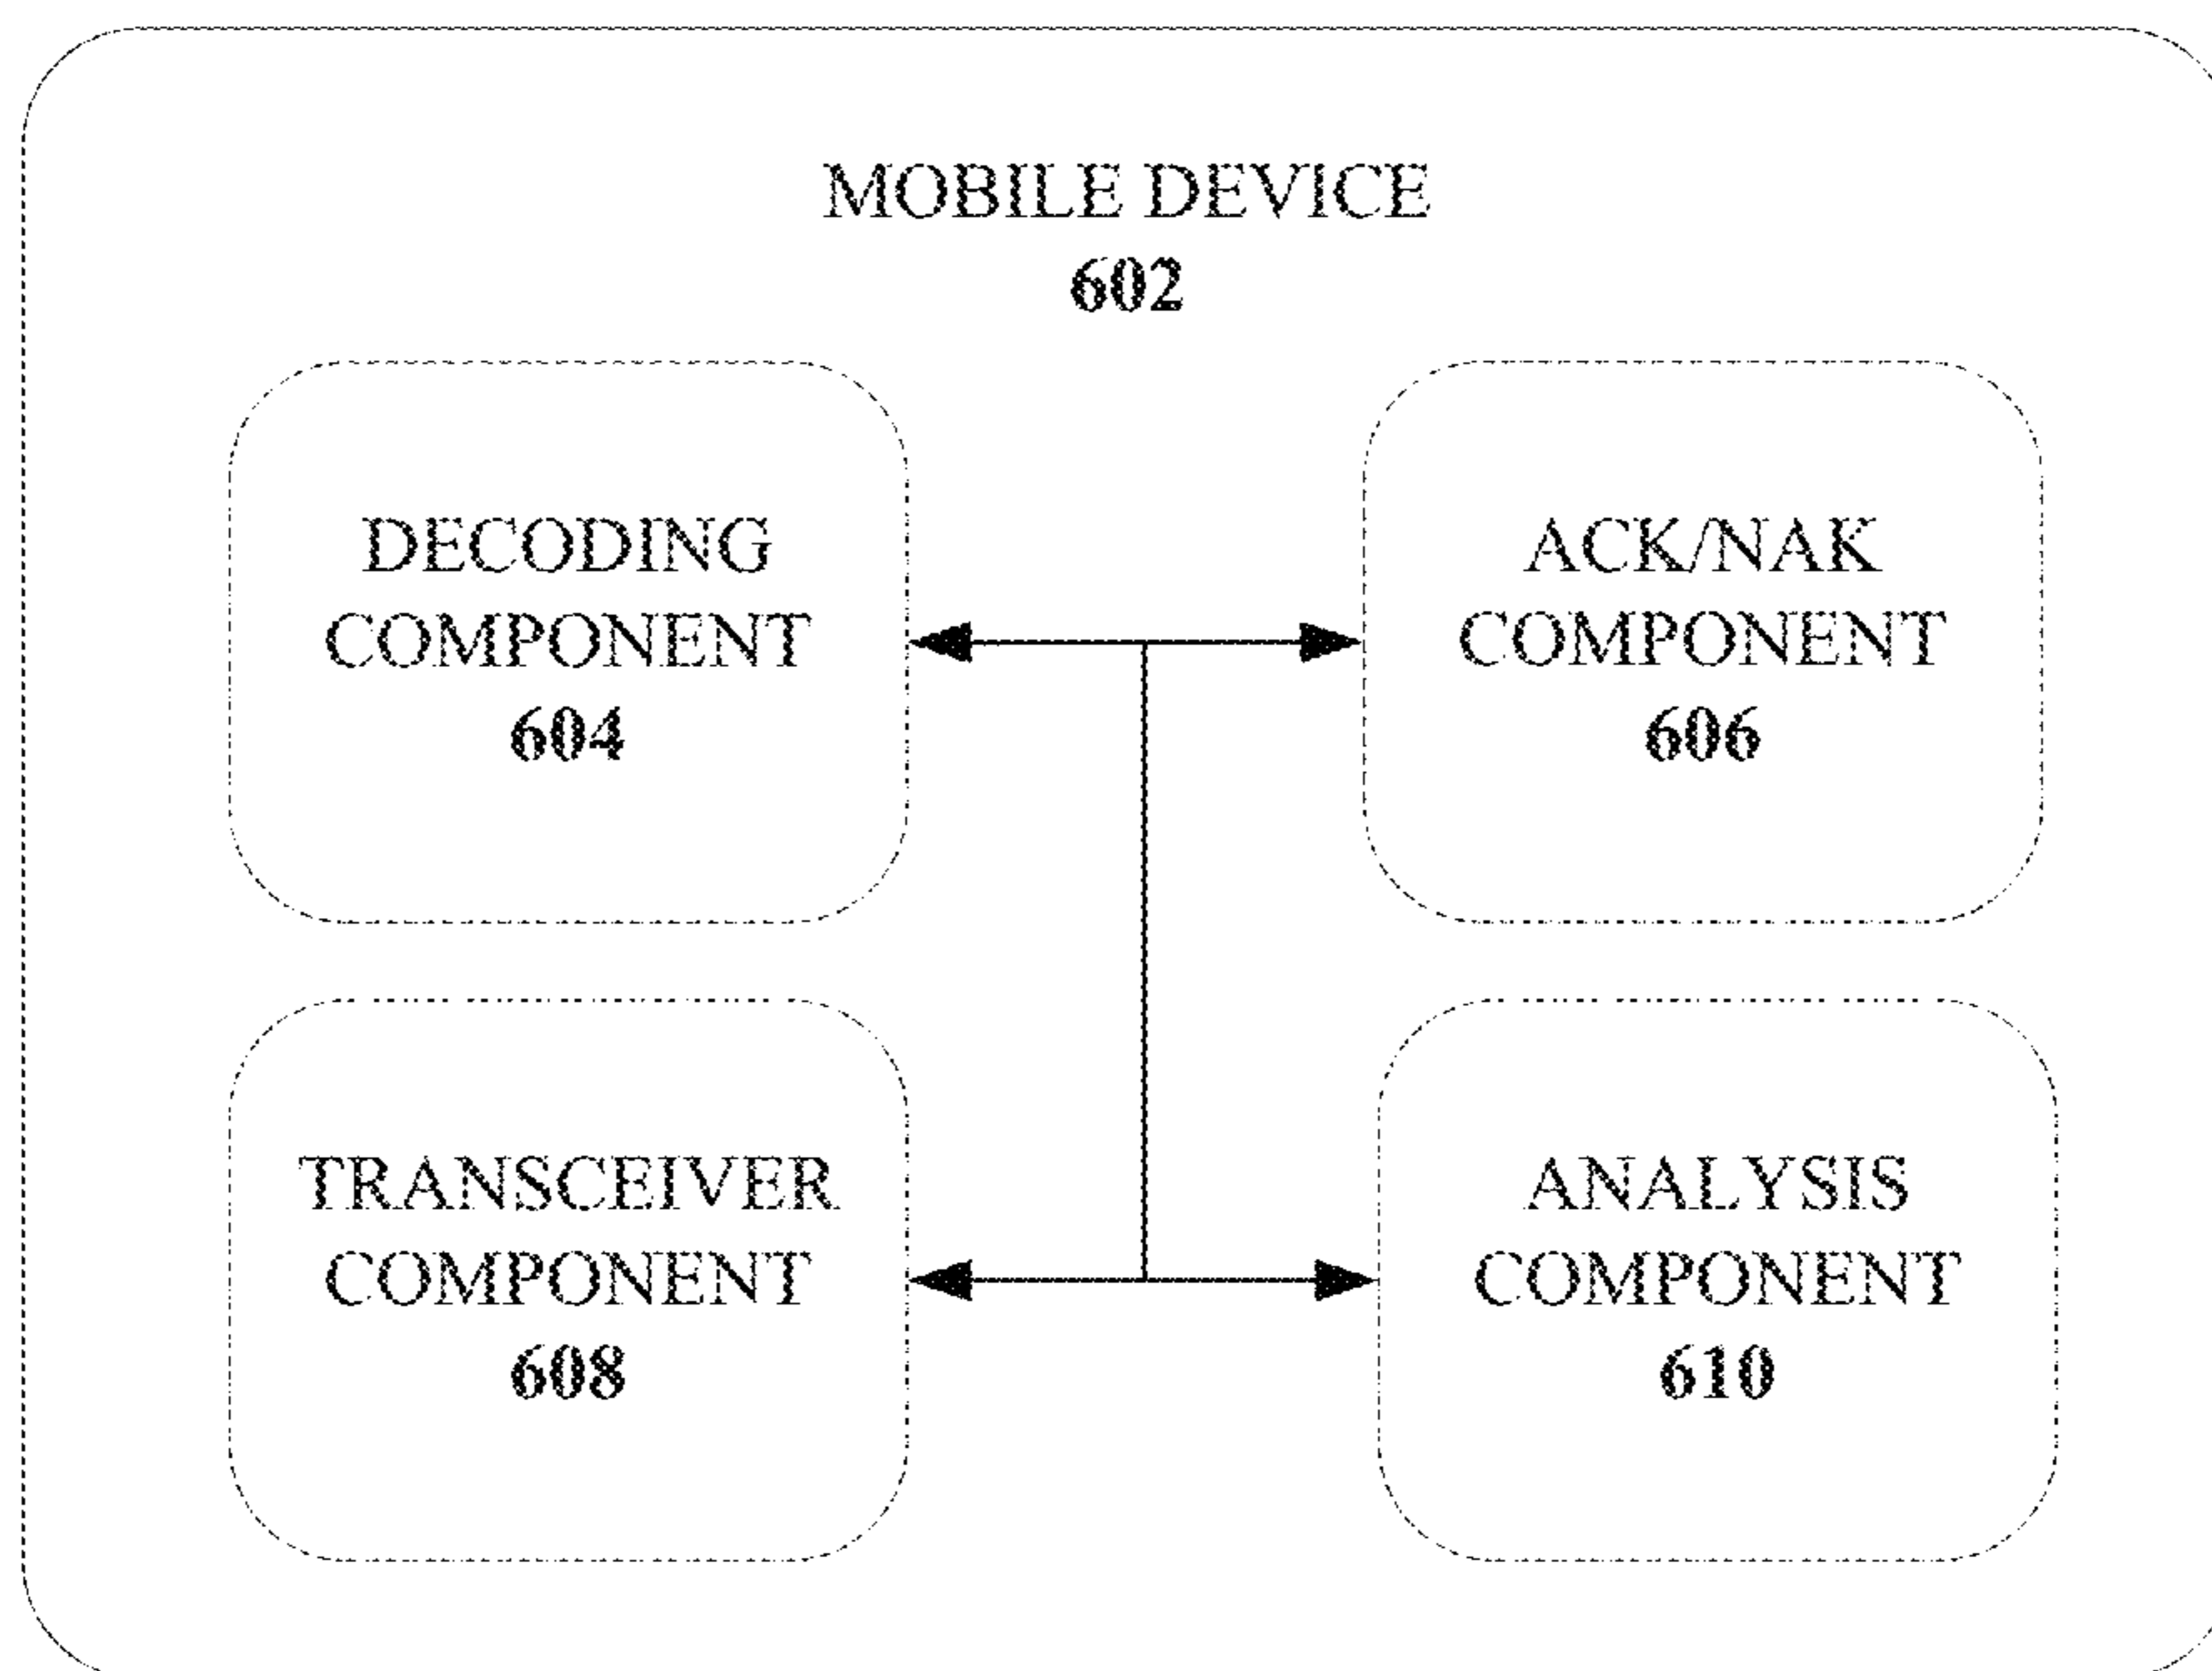 MOBILE DEVICE
602
DECODING
COMPONENT
604
ACK/NAK
COMPONENT
606
TRANSCEIVER
COMPONENT
608
ANALYSIS
COMPONENT
610